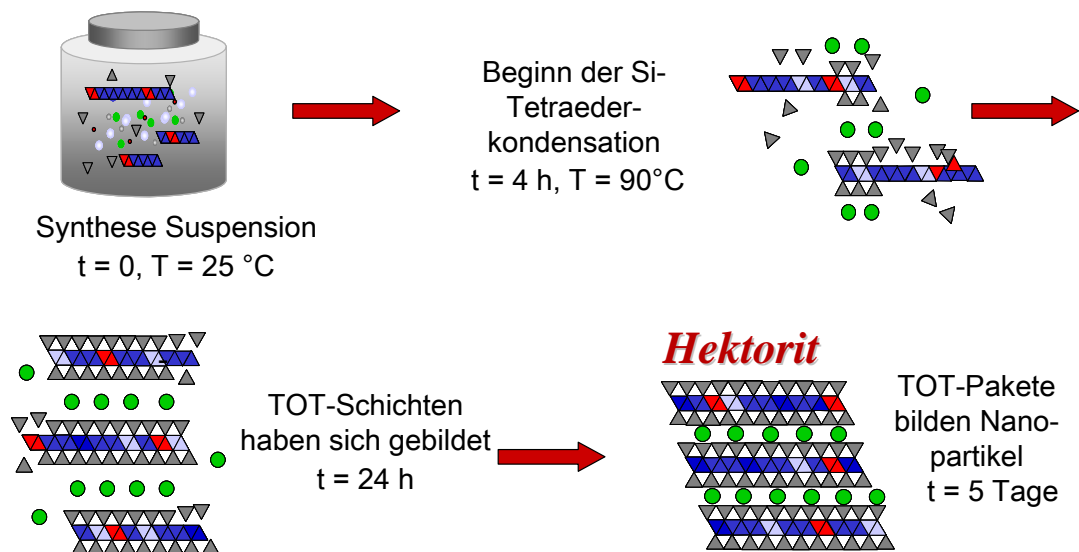 Synthese Suspension
t = 0, T = 25 °C
Beginn der Si-
Tetraeder-
kondensation
t = 4 h, T = 90°C
TOT-Schichten
haben sich gebildet
t = 24 h
Hektorit
TOT-Pakete
bilden Nano-
partikel
t = 5 Tage